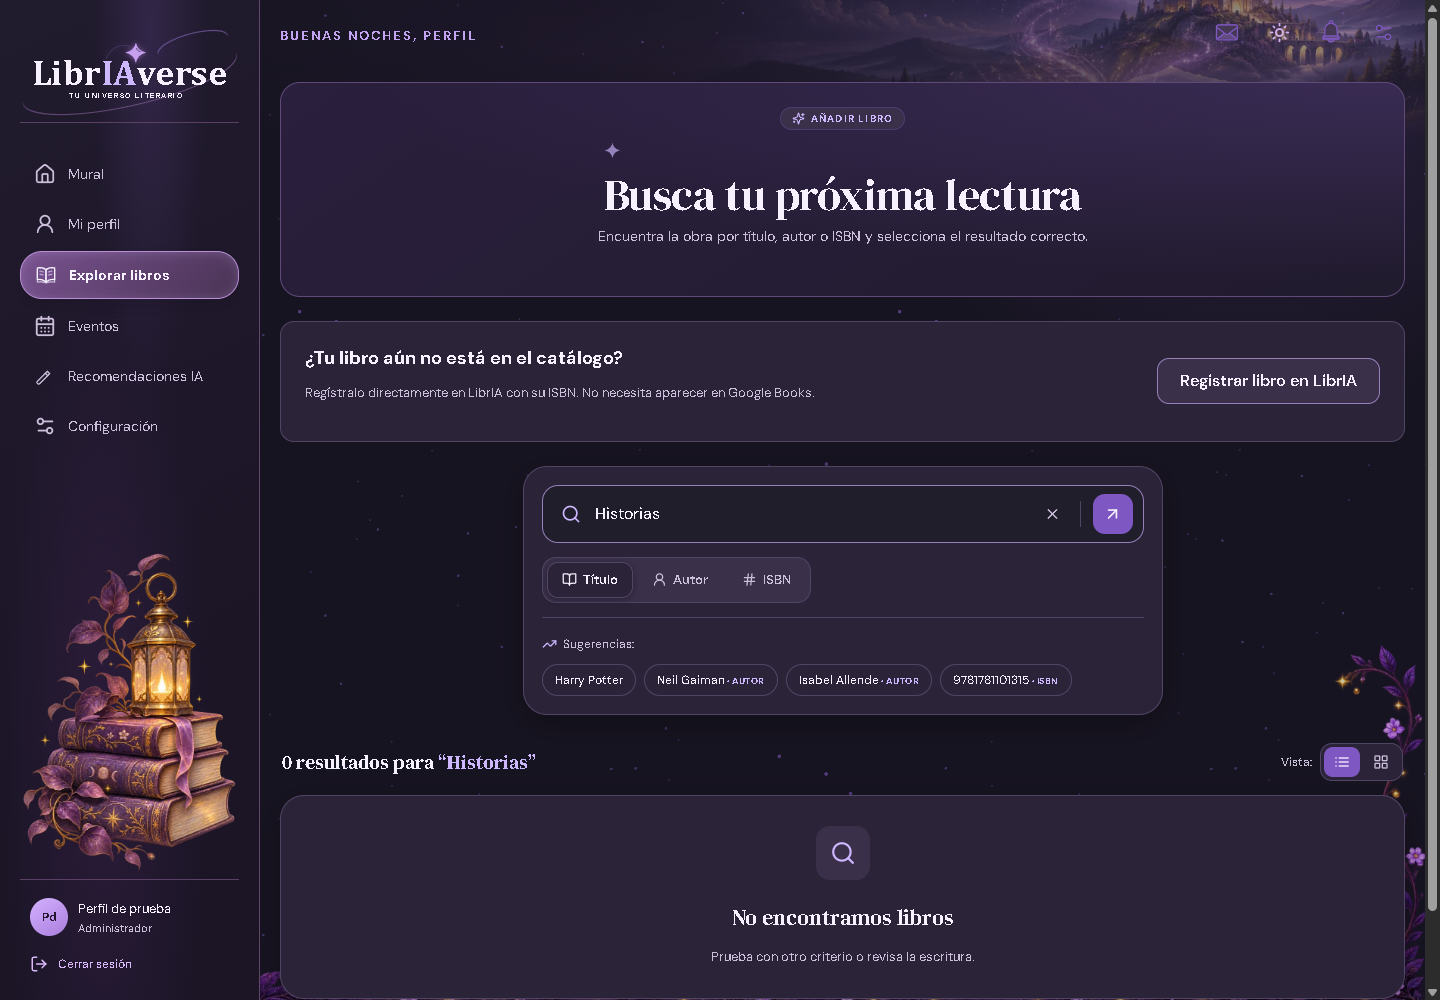 LibrIAverse
TU UNIVERSO LITERARIO
Mural
Mi perfil
Explorar libros
Eventos
Recomendaciones IA
Configuración
Pd
Perfil de prueba
Administrador
Cerrar sesión
BUENAS NOCHES, PERFIL
AÑADIR LIBRO
Busca tu próxima lectura
Encuentra la obra por título, autor o ISBN y selecciona el resultado correcto.
¿Tu libro aún no está en el catálogo?
Regístralo directamente en LibrIA con su ISBN. No necesita aparecer en Google Books.
Registrar libro en LibrIA
Historias
Título
Autor
ISBN
Sugerencias:
Harry Potter
Neil Gaiman · AUTOR
Isabel Allende · AUTOR
9781781101315 · ISBN
0 resultados para “Historias”
Vista:
No encontramos libros
Prueba con otro criterio o revisa la escritura.